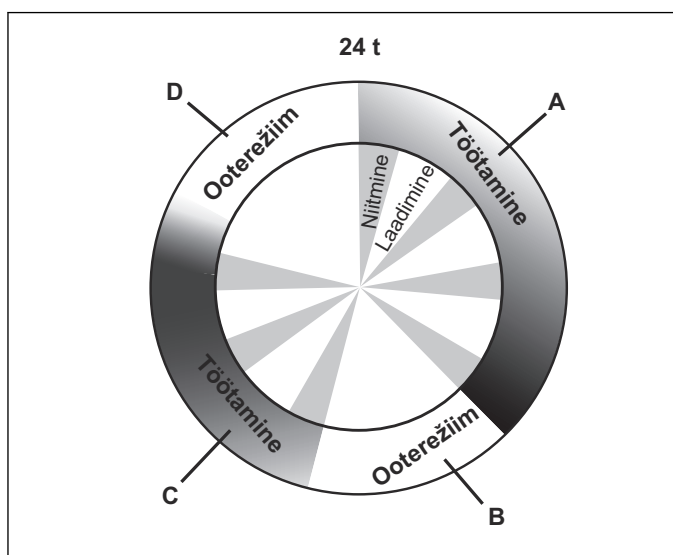 24 t
D
A
Ooterežiim
Töötamine
Niitmine
Laadimine
Töötamine
Ooterežiim
C
B